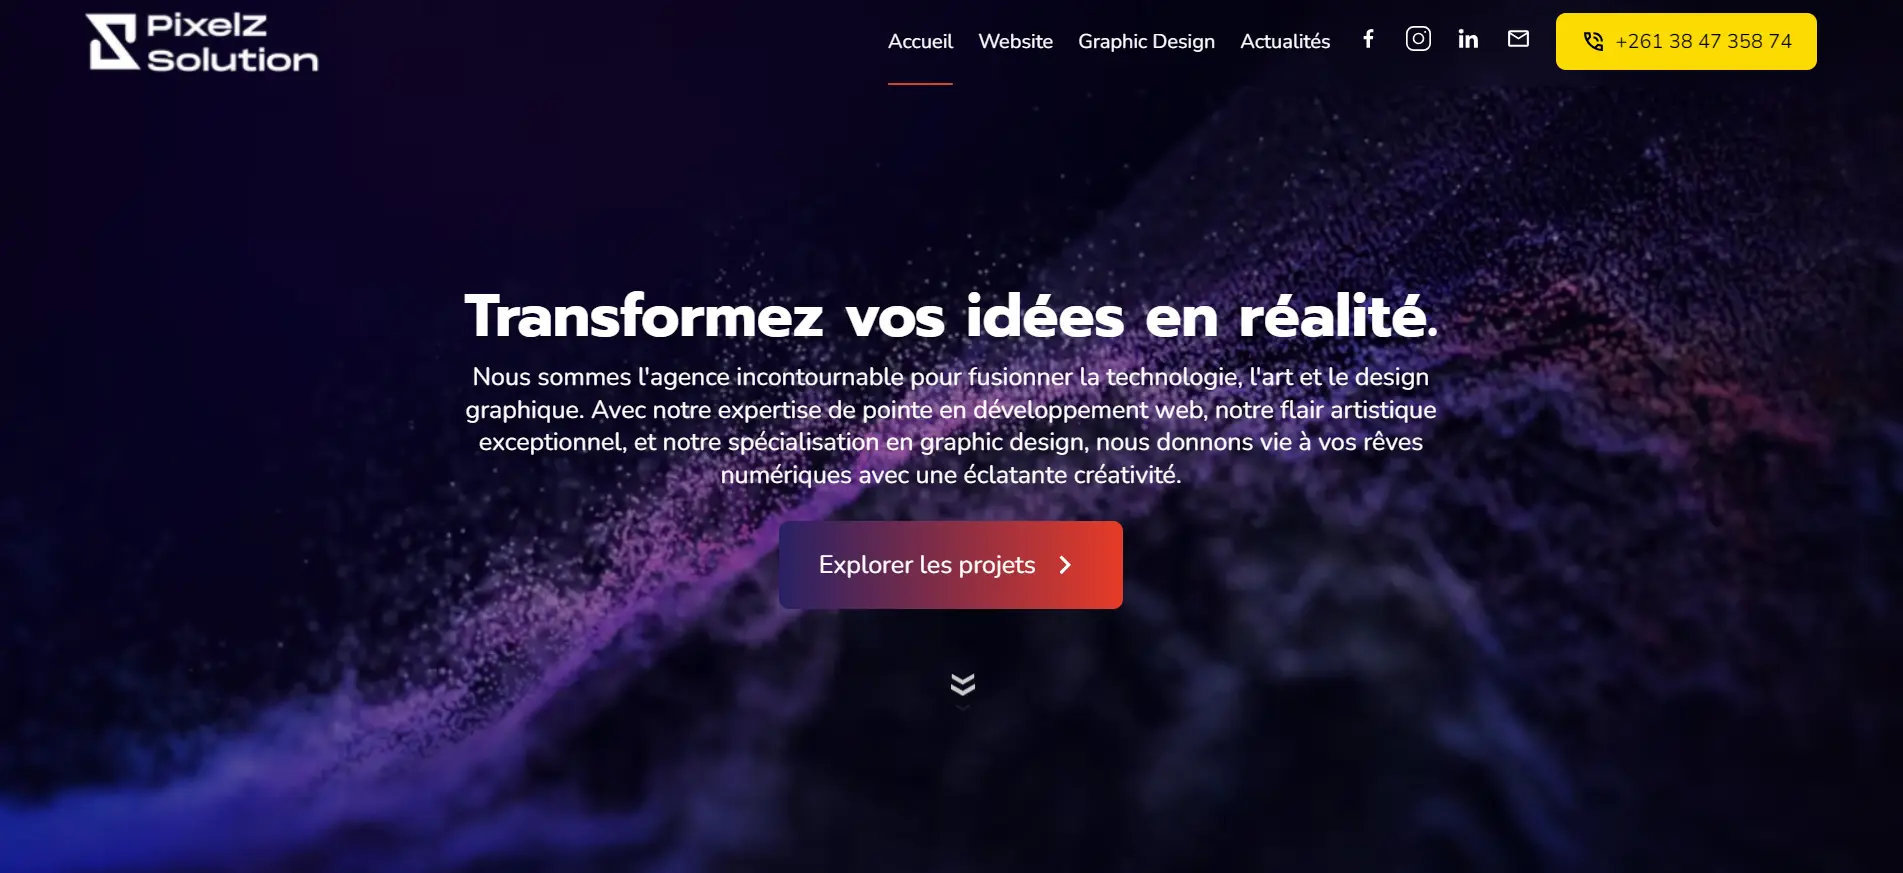 PixelZ
Solution
Accueil Website Graphic Design Actualités +261 38 47 358 74
Transformez vos idées en réalité.
Nous sommes l'agence incontournable pour fusionner la technologie, l'art et le design
graphique. Avec notre expertise de pointe en développement web, notre flair artistique
exceptionnel, et notre spécialisation en graphic design, nous donnons vie à vos rêves
numériques avec une éclatante créativité.
Explorer les projets